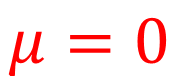 μ = 0